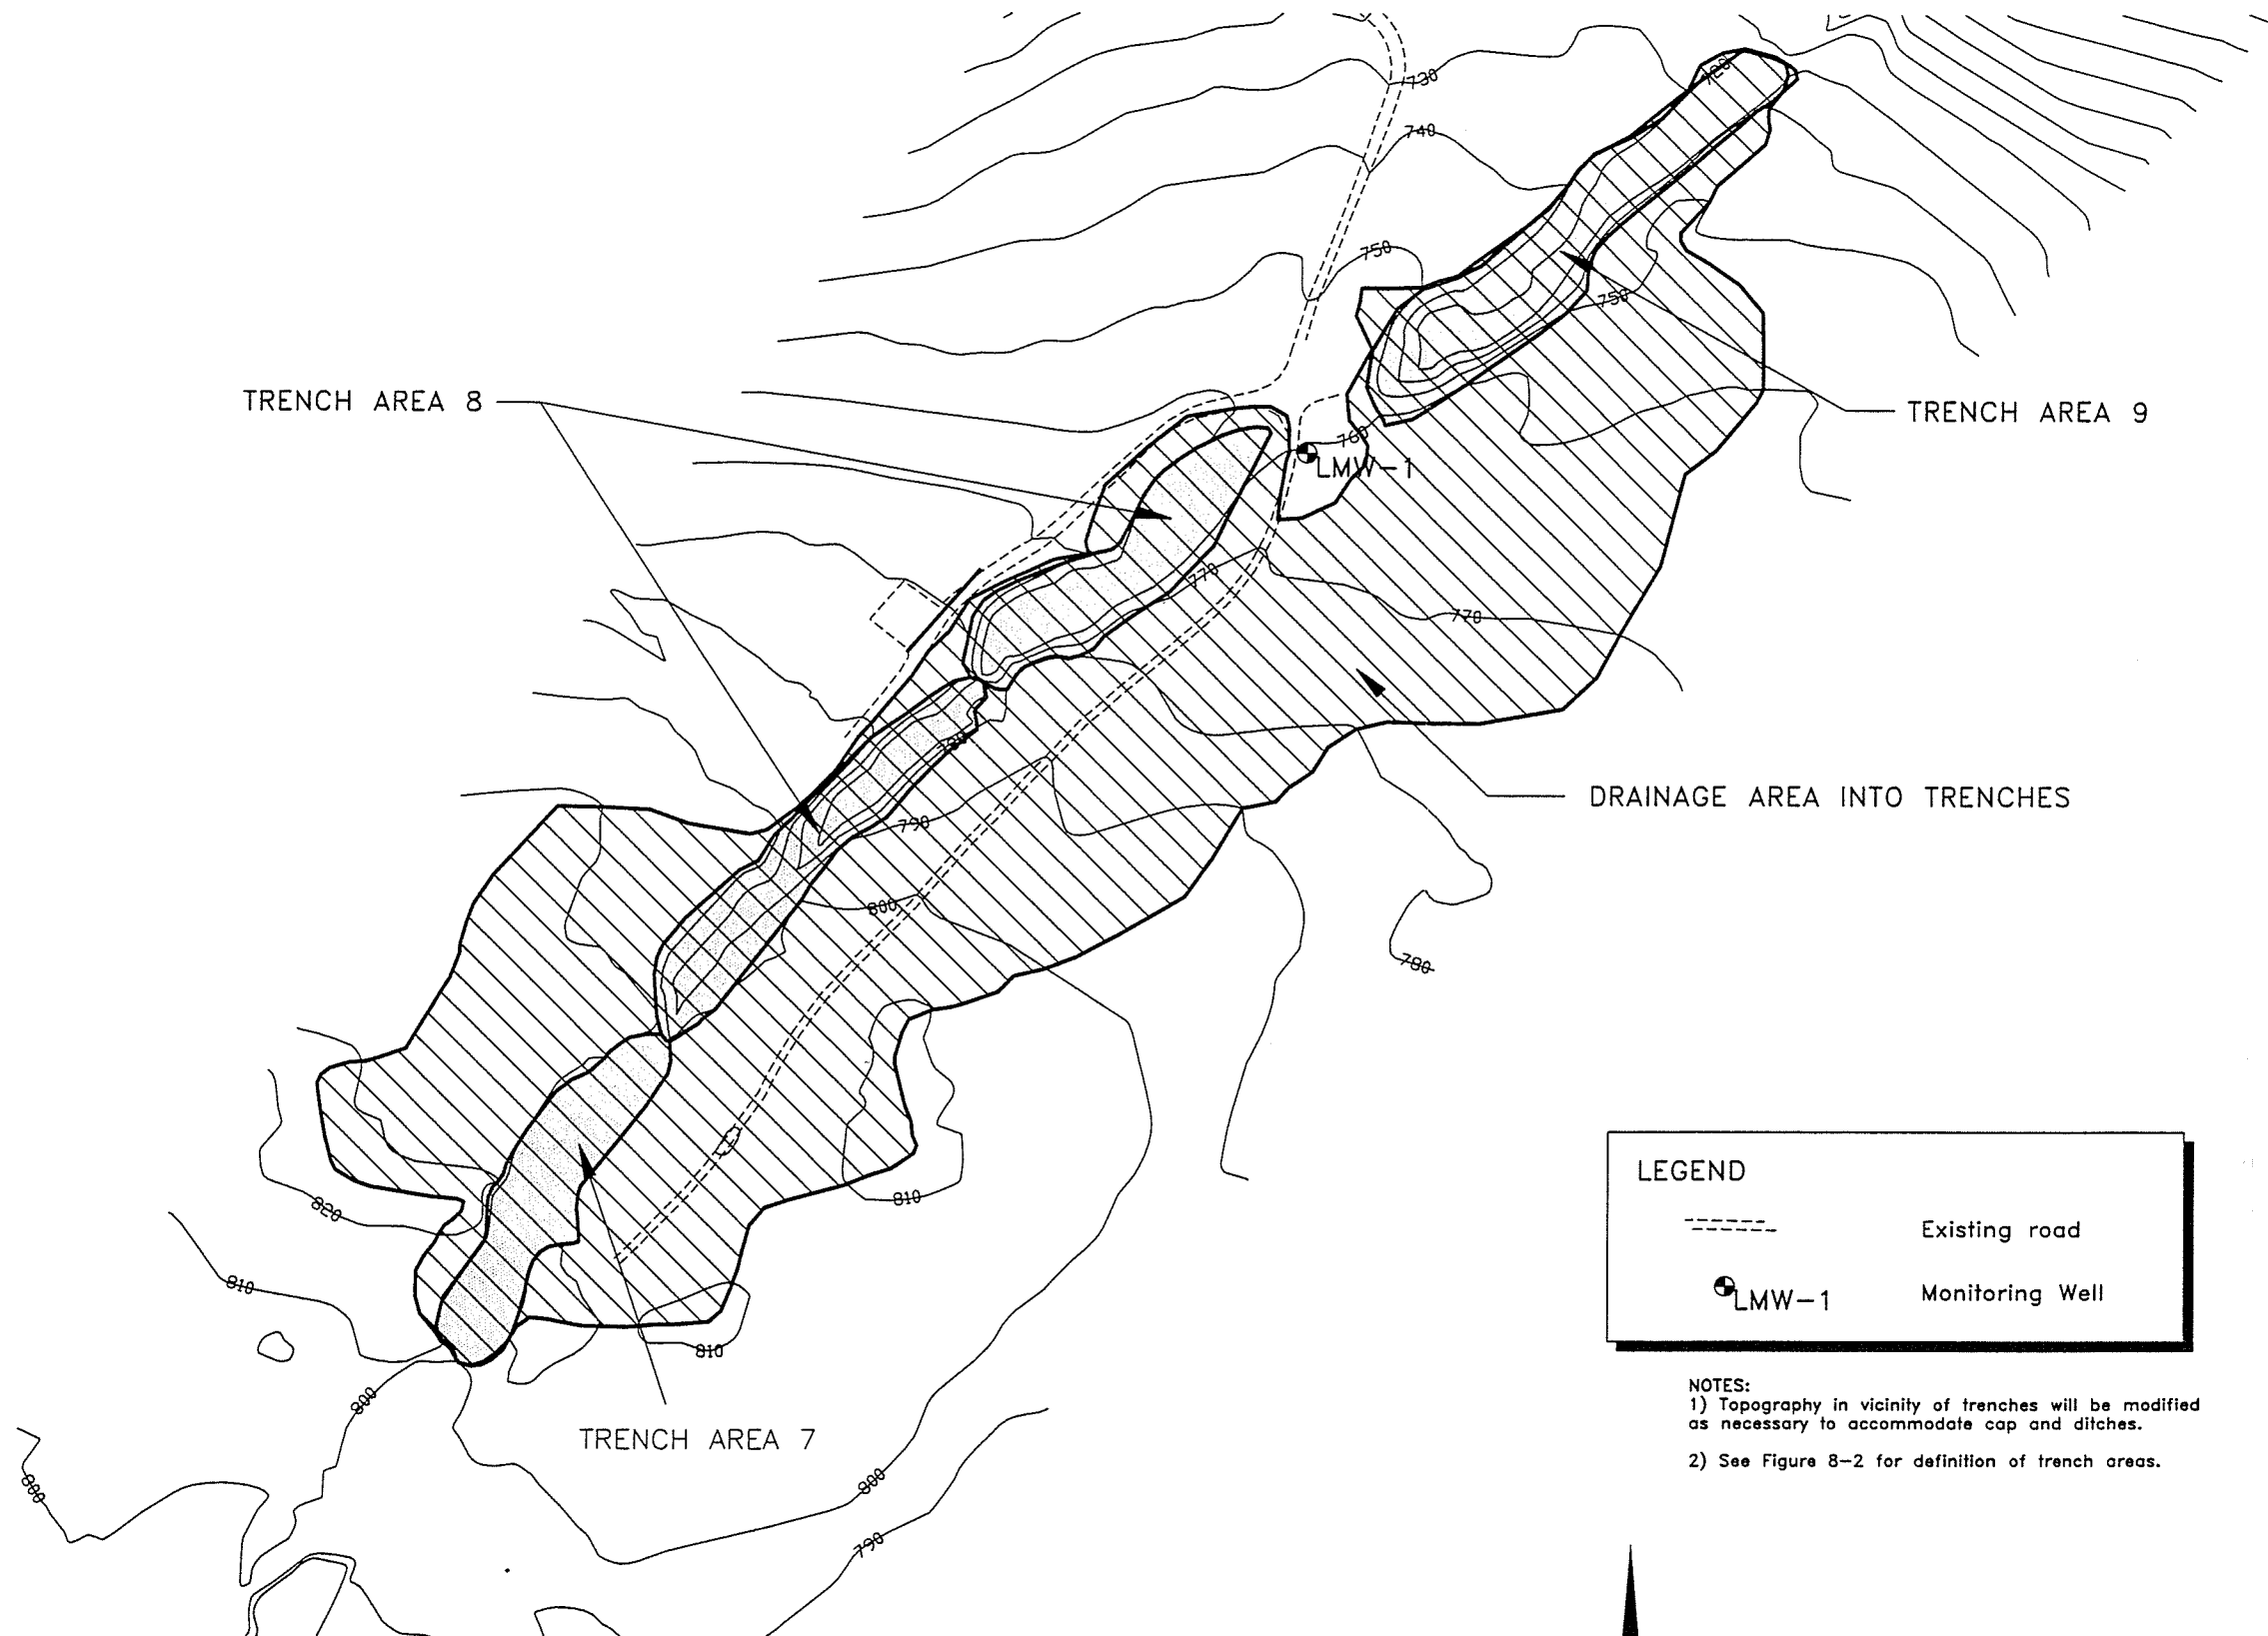 720
730
740
750
750
TRENCH AREA 8
TRENCH AREA 9
760
LMW-1
770
770
780
DRAINAGE AREA INTO TRENCHES
790
800
780
LEGEND
Existing road
LMW-1
Monitoring Well
820
810
810
810
800
TRENCH AREA 7
NOTES:
1) Topography in vicinity of trenches will be modified
as necessary to accommodate cap and ditches.
2) See Figure 8-2 for definition of trench areas.
800
790